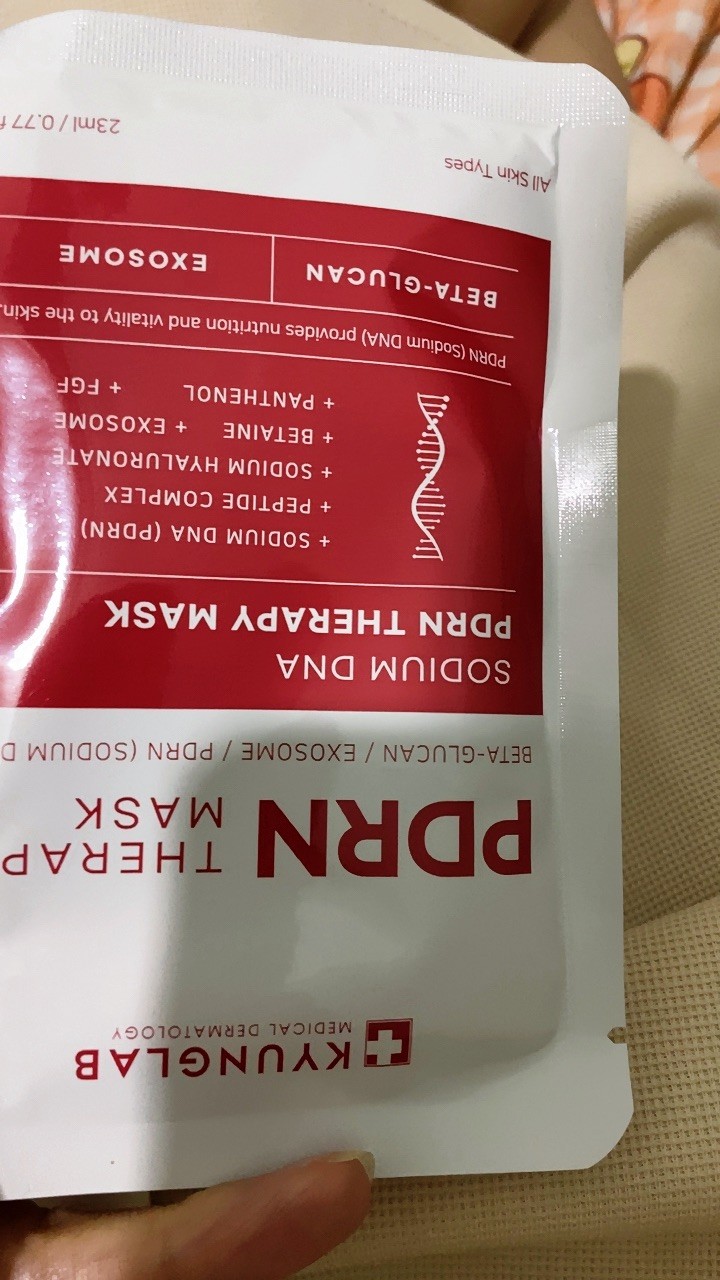 KYUNGLAB
MEDICAL DERMATOLOGY
PDRN THERAP
MASK
BETA-GLUCAN / EXOSOME / PDRN (SODIUM D
SODIUM DNA
PDRN THERAPY MASK
+ SODIUM DNA (PDRN)
+ PEPTIDE COMPLEX
+ SODIUM HYALURONATE
+ BETAINE + EXOSOME
+ PANTHENOL + FGF
PDRN (Sodium DNA) provides nutrition and vitality to the skin.
BETA-GLUCAN EXOSOME
All Skin Types
23ml / 0.77 f